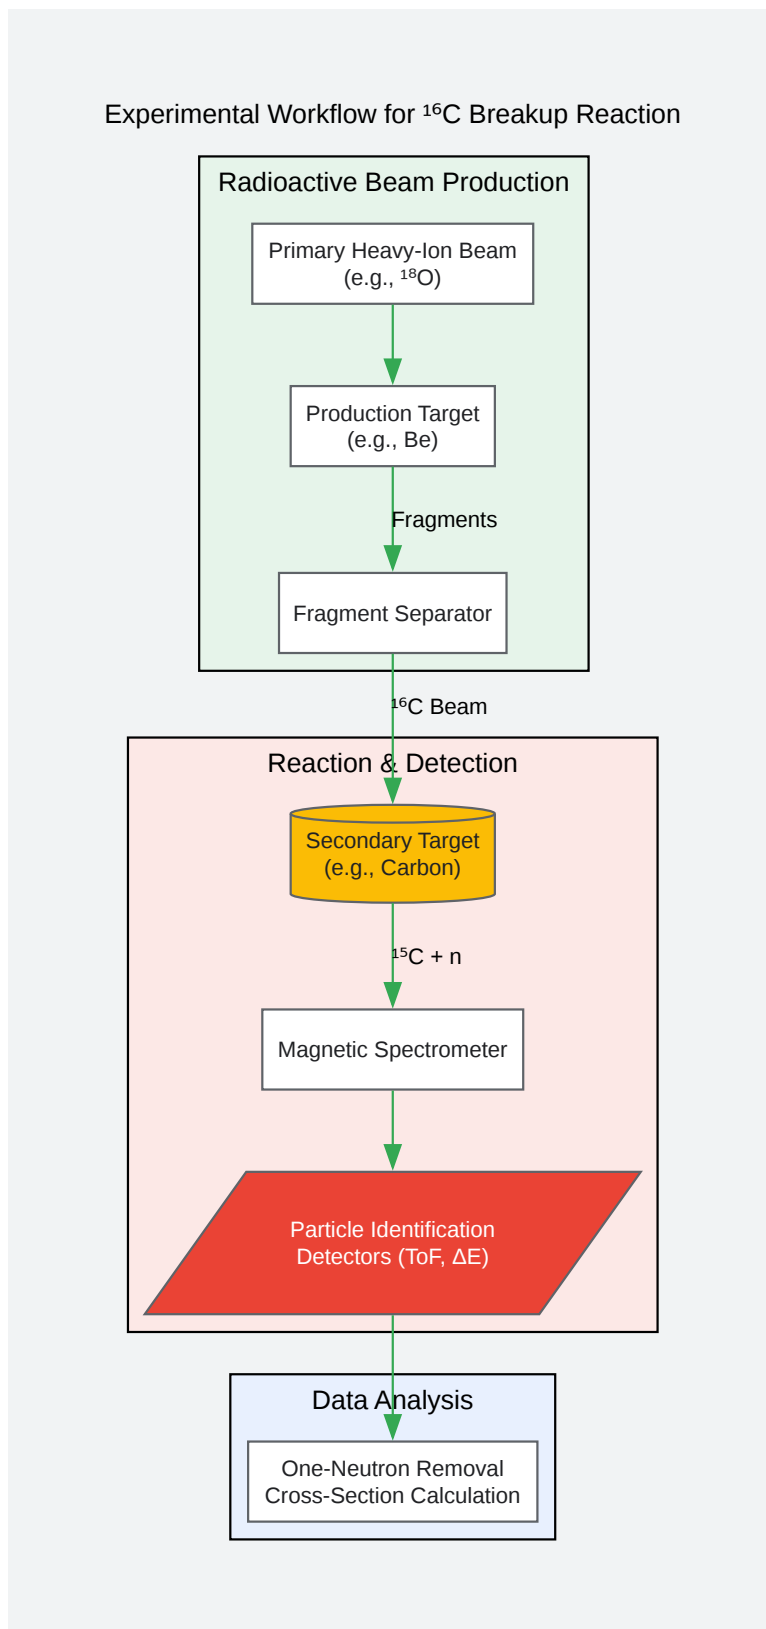 Experimental Workflow for ¹⁶C Breakup Reaction
Radioactive Beam Production
Primary Heavy-Ion Beam
(e.g., ¹⁸O)
Production Target
(e.g., Be)
Fragments
Fragment Separator
¹⁶C Beam
Reaction & Detection
Secondary Target
(e.g., Carbon)
¹⁵C + n
Magnetic Spectrometer
Particle Identification
Detectors (ToF, ΔE)
Data Analysis
One-Neutron Removal
Cross-Section Calculation